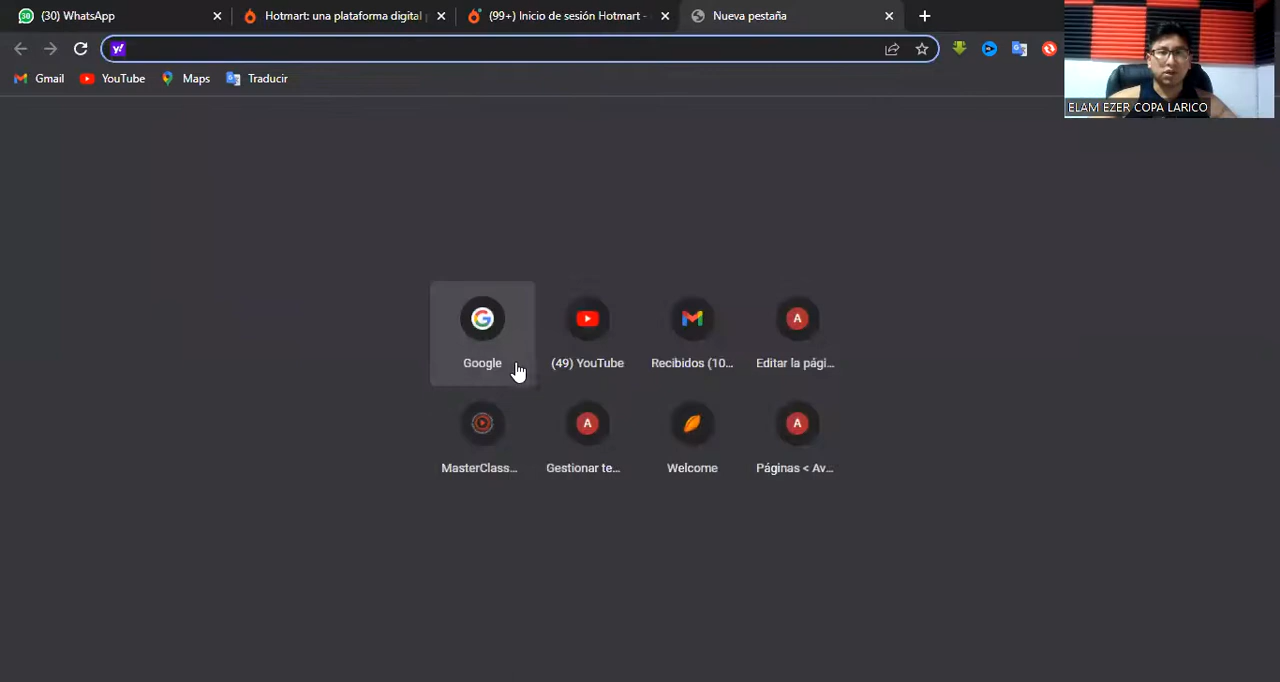 30 (30) WhatsApp
Hotmart: una plataforma digital
(99+) Inicio de sesión Hotmart -
Nueva pestaña
y!
Gmail YouTube Maps Traducir
ELAM EZER COPA LARICO
Google (49) YouTube Recibidos (10... Editar la pági...
A
MasterClass... Gestionar te... Welcome Páginas < Av...
A A